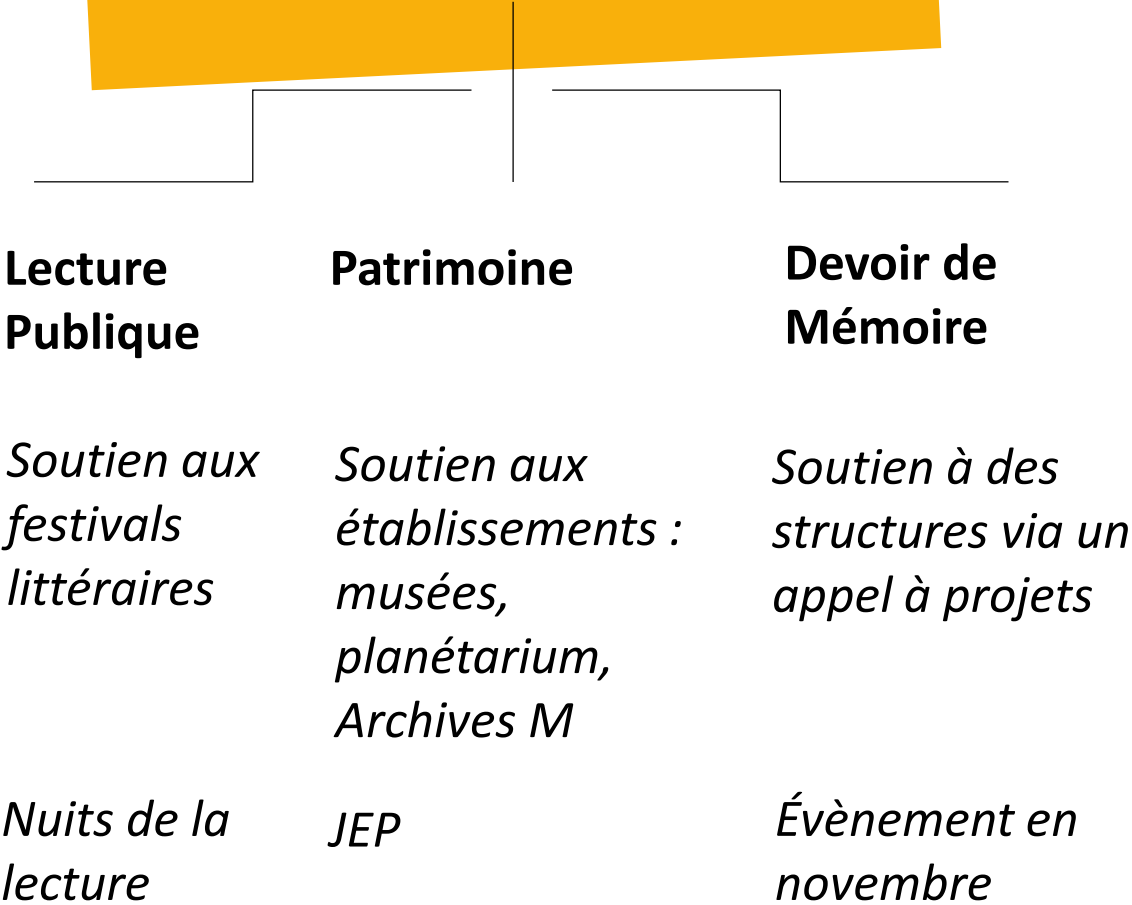 Lecture
Publique
Patrimoine
Devoir de
Mémoire
Soutien aux
festivals
littéraires
Soutien aux
établissements :
musées,
planétarium,
Archives M
Soutien à des
structures via un
appel à projets
Nuits de la
lecture
JEP
Évènement en
novembre